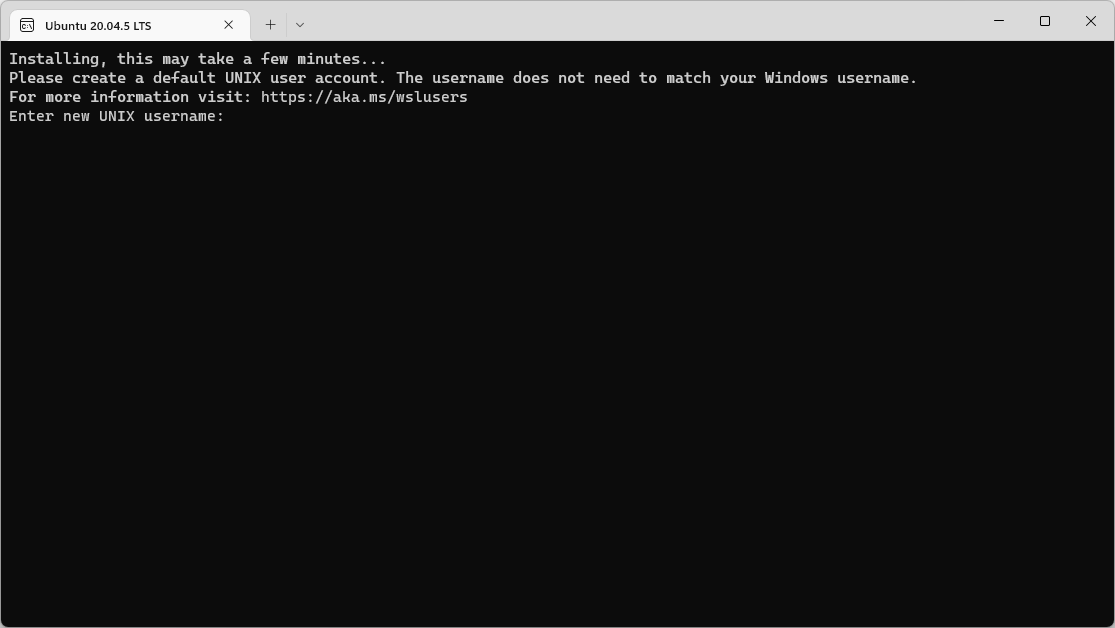 Ubuntu 20.04.5 LTS
Installing, this may take a few minutes...
Please create a default UNIX user account. The username does not need to match your Windows username.
For more information visit: https://aka.ms/wslusers
Enter new UNIX username: